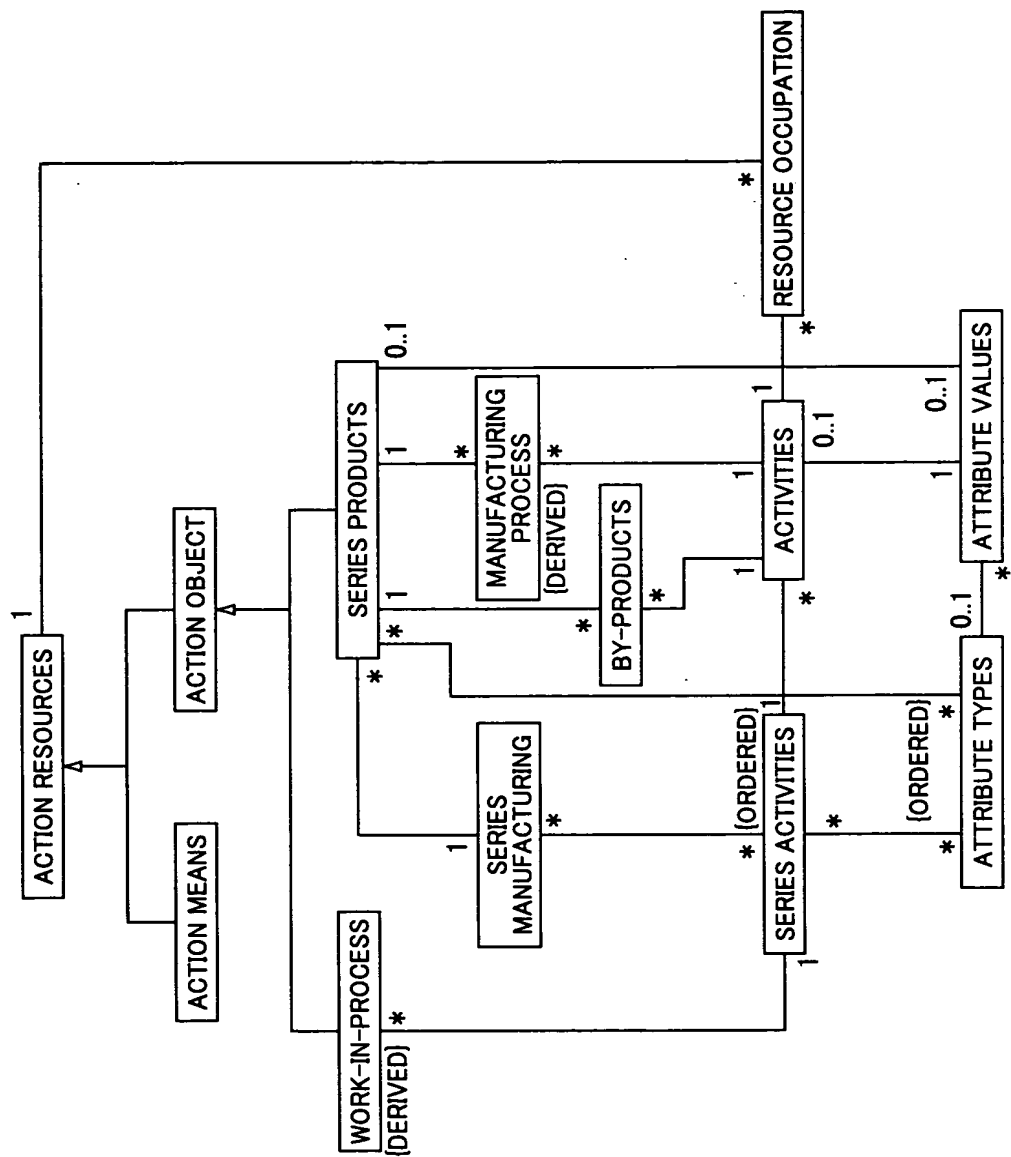 ACTION RESOURCES
1
ACTION MEANS
ACTION OBJECT
WORK-IN-PROCESS
{DERIVED}
*
SERIES PRODUCTS
*
*
1
1
0..1
1
SERIES
MANUFACTURING
*
MANUFACTURING
PROCESS
{DERIVED}
*
*
BY-PRODUCTS
*
*
SERIES ACTIVITIES
1
*
{ORDERED}
1
*
ACTIVITIES
*
1
1
1
0..1
RESOURCE OCCUPATION
*
*
ATTRIBUTE TYPES
*
{ORDERED}
*
0..1
ATTRIBUTE VALUES
*
1
0..1